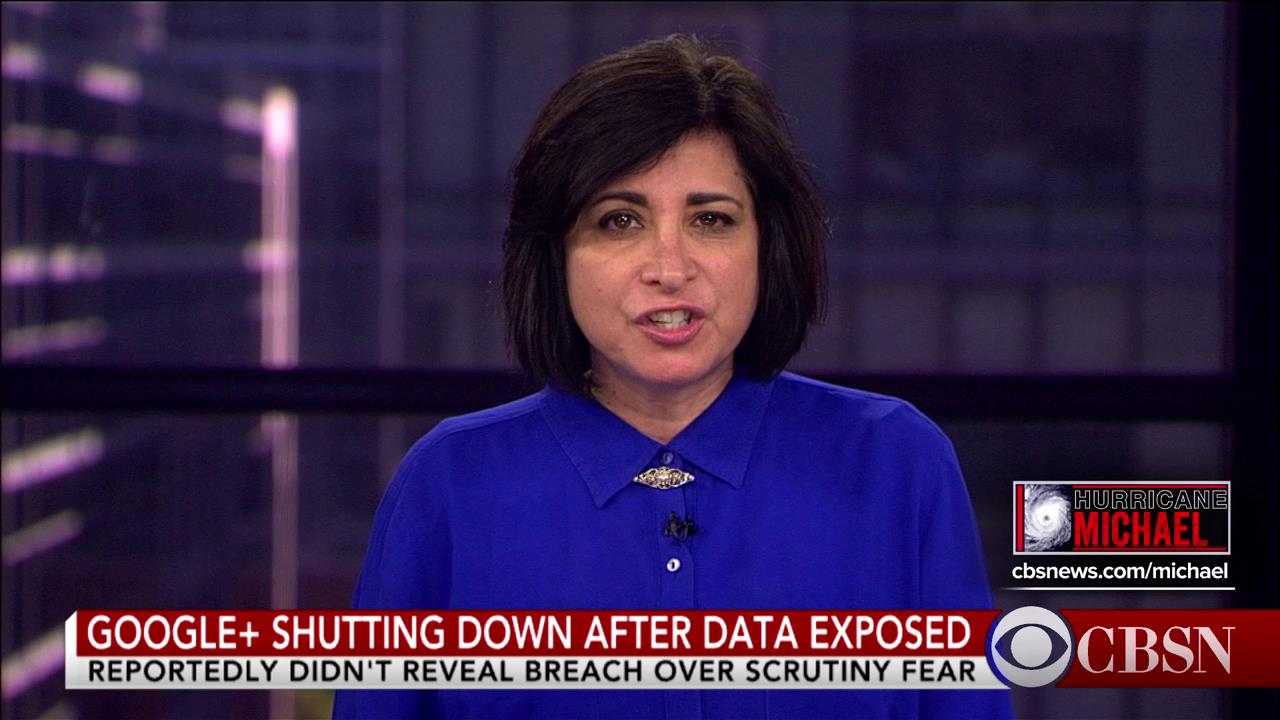 HURRICANE
MICHAEL
cbsnews.com/michael
GOOGLE+ SHUTTING DOWN AFTER DATA EXPOSED
REPORTEDLY DIDN'T REVEAL BREACH OVER SCRUTINY FEAR
CBSN